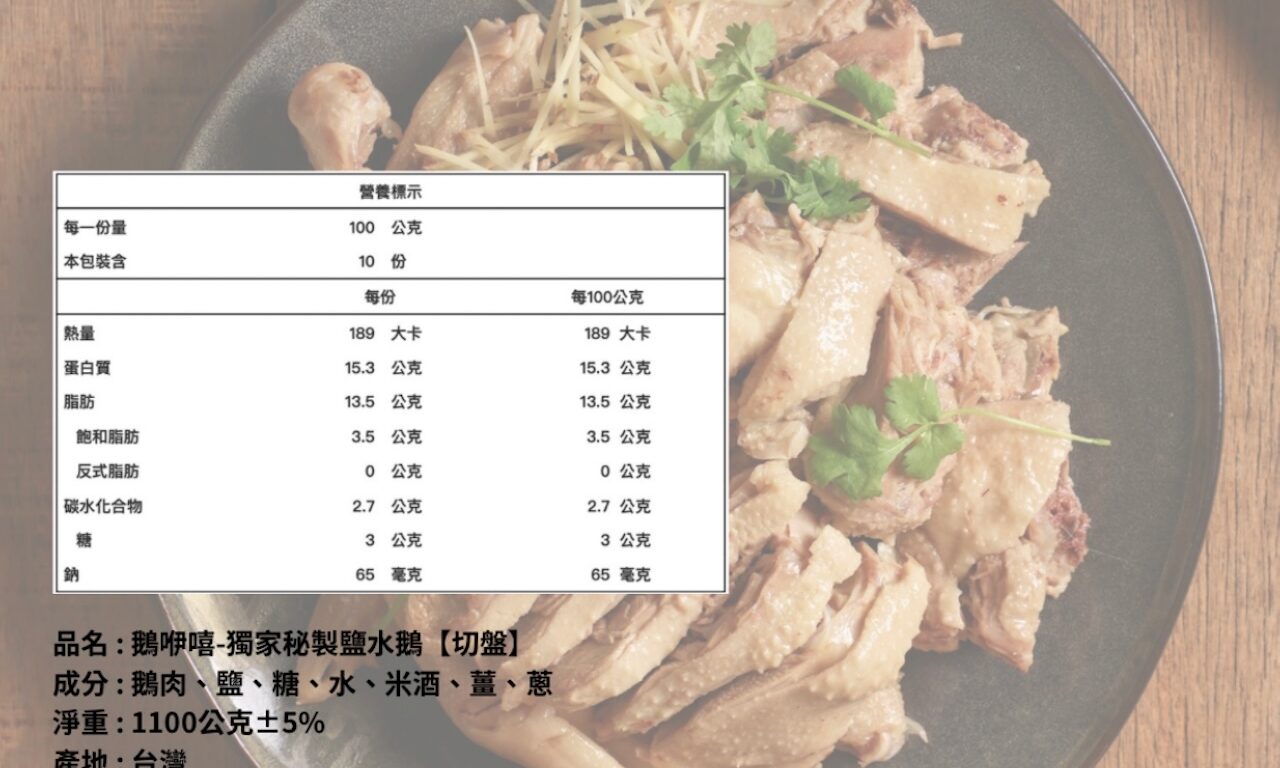 營養標示
每一份量 100 公克
本包裝含 10 份
每份 每100公克
熱量 189 大卡 189 大卡
蛋白質 15.3 公克 15.3 公克
脂肪 13.5 公克 13.5 公克
飽和脂肪 3.5 公克 3.5 公克
反式脂肪 0 公克 0 公克
碳水化合物 2.7 公克 2.7 公克
糖 3 公克 3 公克
鈉 65 毫克 65 毫克
品名 : 鵝咿嘻-獨家秘製鹽水鵝【切盤】
成分 : 鵝肉、鹽、糖、水、米酒、薑、蔥
淨重 : 1100公克±5%
產地 : 台灣